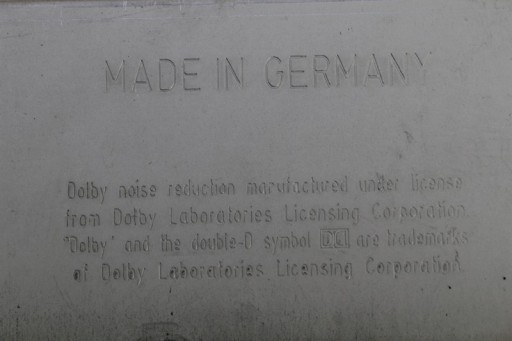 MADE IN GERMANY
Dolby noise reduction manufactured under license
from Dolby Laboratories Licensing Corporation
"Dolby" and the double-D symbol are trademarks
of Dolby Laboratories Licensing Corporation